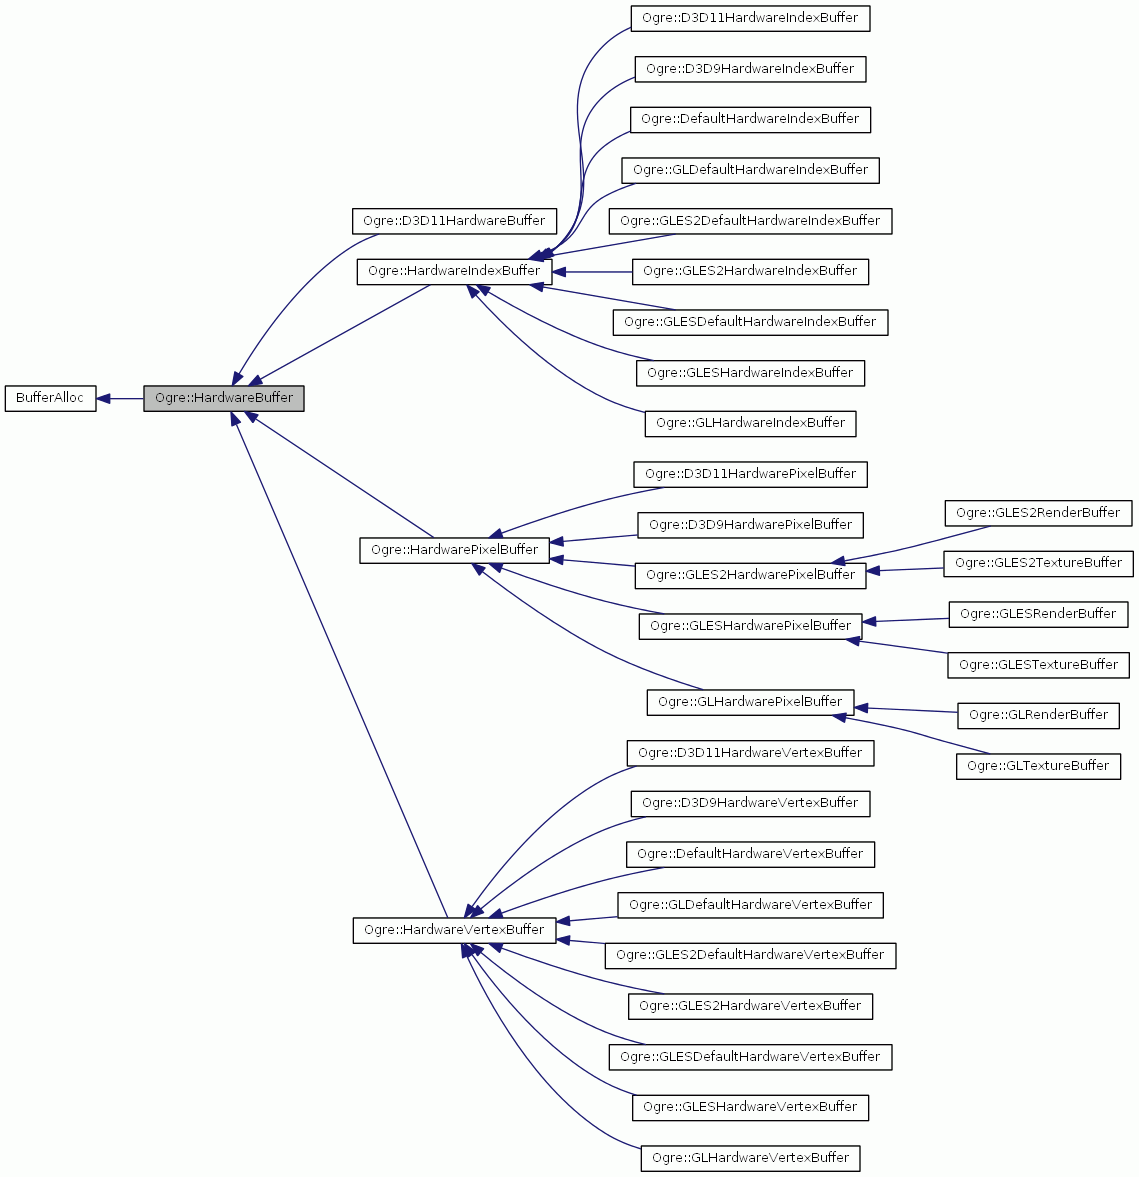 Ogre::D3D11HardwareIndexBuffer
Ogre::D3D9HardwareIndexBuffer
Ogre::DefaultHardwareIndexBuffer
Ogre::GLDefaultHardwareIndexBuffer
Ogre::D3D11HardwareBuffer
Ogre::GLES2DefaultHardwareIndexBuffer
Ogre::HardwareIndexBuffer
Ogre::GLES2HardwareIndexBuffer
Ogre::GLESDefaultHardwareIndexBuffer
Ogre::GLESHardwareIndexBuffer
BufferAlloc
Ogre::HardwareBuffer
Ogre::GLHardwareIndexBuffer
Ogre::D3D11HardwarePixelBuffer
Ogre::GLES2RenderBuffer
Ogre::D3D9HardwarePixelBuffer
Ogre::HardwarePixelBuffer
Ogre::GLES2TextureBuffer
Ogre::GLES2HardwarePixelBuffer
Ogre::GLESRenderBuffer
Ogre::GLESHardwarePixelBuffer
Ogre::GLESTextureBuffer
Ogre::GLHardwarePixelBuffer
Ogre::GLRenderBuffer
Ogre::D3D11HardwareVertexBuffer
Ogre::GLTextureBuffer
Ogre::D3D9HardwareVertexBuffer
Ogre::DefaultHardwareVertexBuffer
Ogre::GLDefaultHardwareVertexBuffer
Ogre::HardwareVertexBuffer
Ogre::GLES2DefaultHardwareVertexBuffer
Ogre::GLES2HardwareVertexBuffer
Ogre::GLESDefaultHardwareVertexBuffer
Ogre::GLESHardwareVertexBuffer
Ogre::GLHardwareVertexBuffer